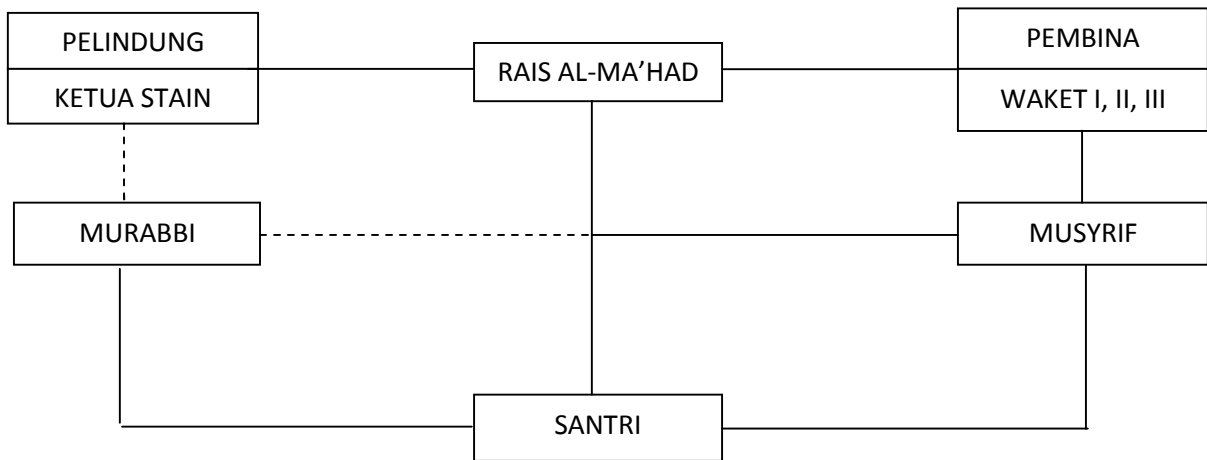 PELINDUNG
KETUA STAIN
RAIS AL-MA’HAD
PEMBINA
WAKET I, II, III
MURABBI
MUSYRIF
SANTRI